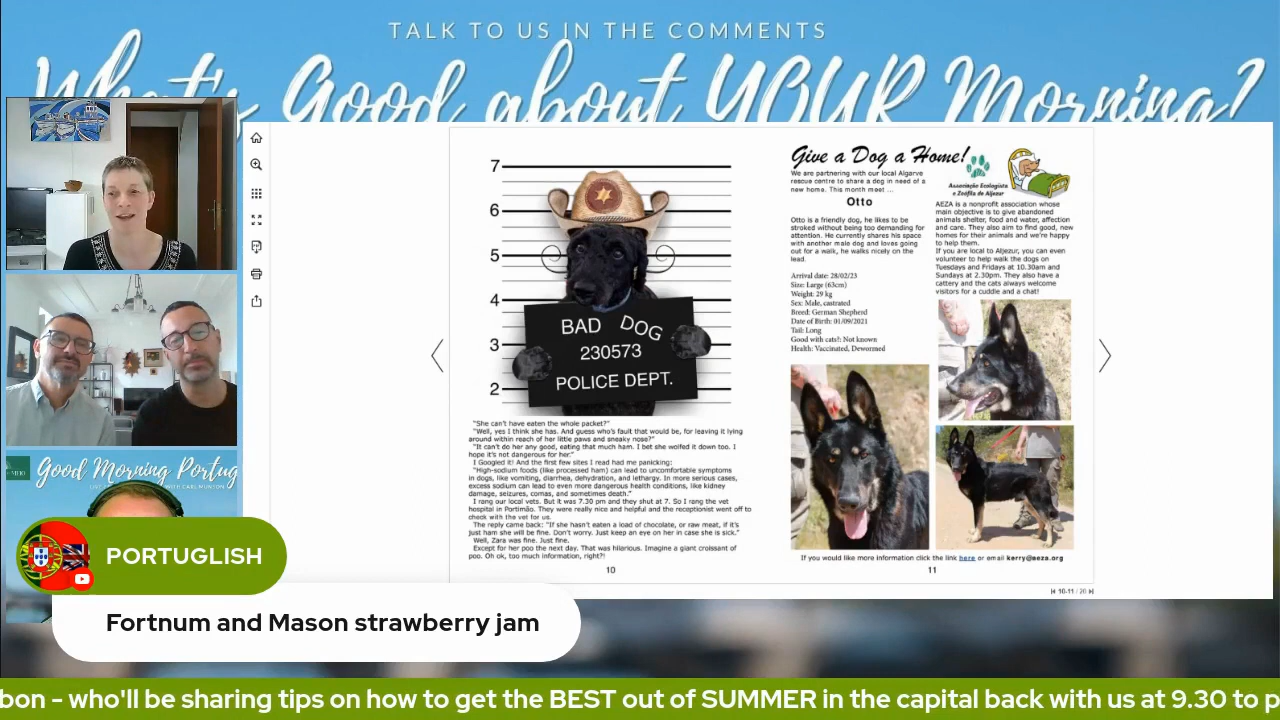 TALK TO US IN THE COMMENTS
What's Good about YOUR Morning?
Give a Dog a Home!
We are partnering with our local Algarve
rescue centre to share a dog in need of a
new home. This month meet ...
Otto
Otto is a friendly dog, he likes to be
stroked without being too demanding for
attention. He currently shares his space
with another male dog and loves going
out for a walk, he walks nicely on the
lead.
Arrival date: 28/02/23
Size: Large (63cm)
Weight: 29 kg
Sex: Male, castrated
Breed: German Shepherd
Date of Birth: 01/09/2021
Tail: Long
Good with cats!: Not known
Health: Vaccinated, Dewormed
Associação Ecologista
e Zoófila de Aljezur
AEZA is a nonprofit association whose
main objective is to give abandoned
animals shelter, food and water, affection
and care. They also aim to find good, new
homes for their animals and we're happy
to help them.
If you are local to Aljezur, you can even
volunteer to help walk the dogs on
Tuesdays and Fridays at 10.30am and
Sundays at 2.30pm. They also have a
cattery and the cats always welcome
visitors for a cuddle and a chat!
If you would like more information click the link here or email kerry@aeza.org
11
7
6
5
4
3
2
BAD DOG
230573
POLICE DEPT.
"She can't have eaten the whole packet?"
"Well, yes I think she has. And guess who's fault that would be, for leaving it lying
around within reach of her little paws and sneaky nose?"
"It can't do her any good, eating that much ham. I bet she wolfed it down too. I
hope it's not dangerous for her."
I Googled it! And the first few sites I read had me panicking:
"High-sodium foods (like processed ham) can lead to uncomfortable symptoms
in dogs, like vomiting, diarrhea, dehydration, and lethargy. In more serious cases,
excess sodium can lead to even more dangerous health conditions, like kidney
damage, seizures, comas, and sometimes death."
I rang our local vets. But it was 7.30 pm and they shut at 7. So I rang the vet
hospital in Portimão. They were really nice and helpful and the receptionist went off to
check with the vet for us.
The reply came back: "If she hasn't eaten a load of chocolate, or raw meat, if it's
just ham she will be fine. Don't worry. Just keep an eye on her in case she is sick."
Well, Zara was fine. Just fine.
Except for her poo the next day. That was hilarious. Imagine a giant croissant of
poo. Oh ok, too much information, right?!
10
10-11 / 20
Good Morning Portug
PORTUGLISH
Fortnum and Mason strawberry jam
bon - who'll be sharing tips on how to get the BEST out of SUMMER in the capital back with us at 9.30 to p